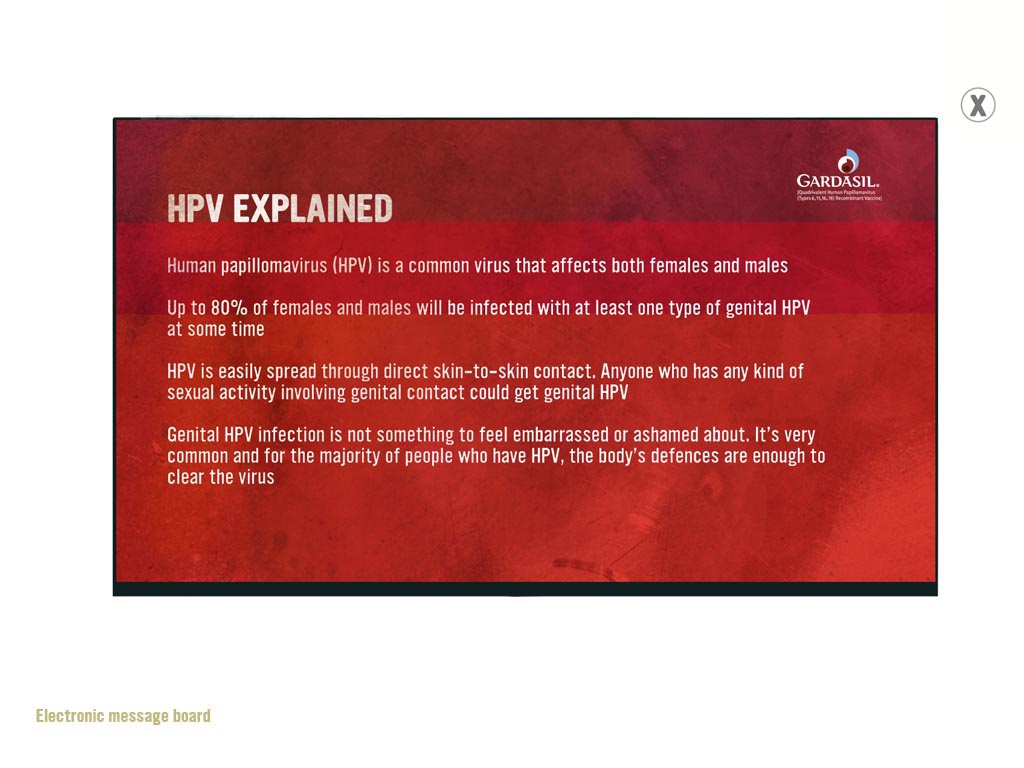 X
GARDASIL®
[Quadrivalent Human Papillomavirus
(Types 6, 11, 16, 18) Recombinant Vaccine]
HPV EXPLAINED
Human papillomavirus (HPV) is a common virus that affects both females and males
Up to 80% of females and males will be infected with at least one type of genital HPV
at some time
HPV is easily spread through direct skin-to-skin contact. Anyone who has any kind of
sexual activity involving genital contact could get genital HPV
Genital HPV infection is not something to feel embarrassed or ashamed about. It's very
common and for the majority of people who have HPV, the body's defences are enough to
clear the virus
Electronic message board